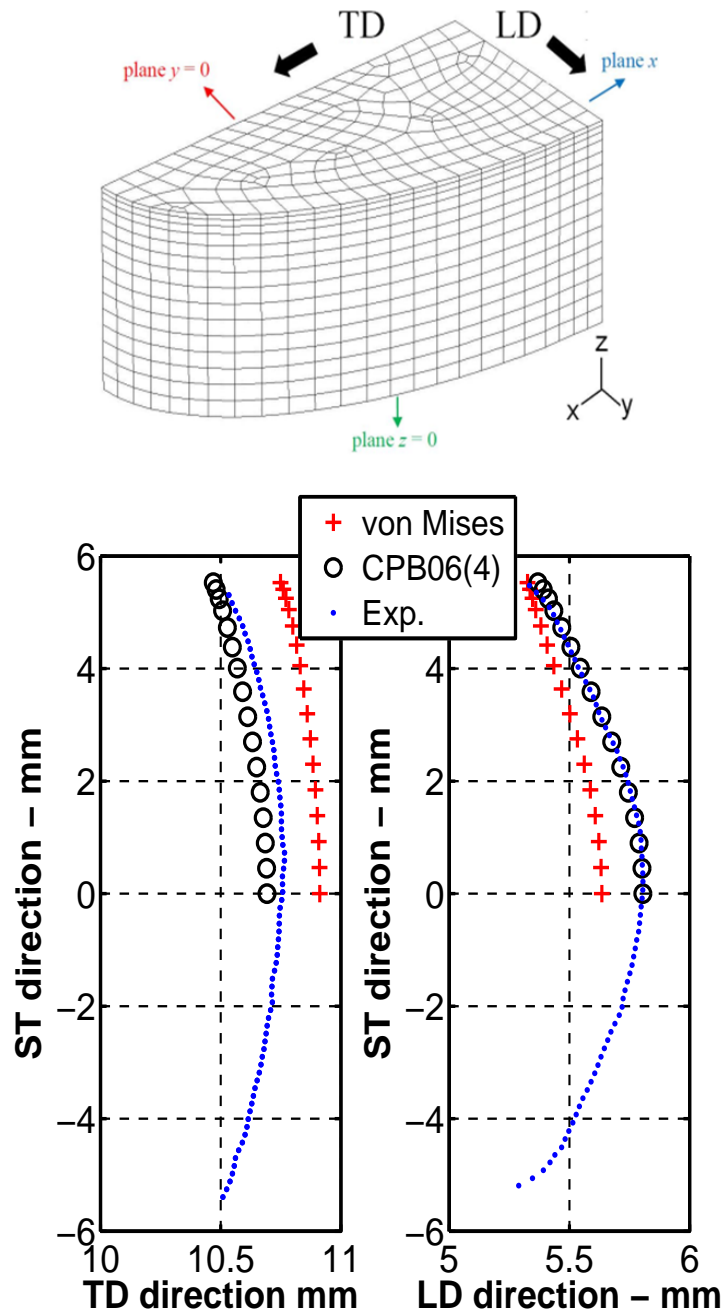 TD
LD
plane y = 0
plane x
z
x
y
plane z = 0
von Mises
CPB06(4)
Exp.
6
4
2
0
−2
−4
−6
ST direction − mm
10
10.5
11
TD direction mm
6
4
2
0
−2
−4
−6
ST direction − mm
5
5.5
6
LD direction − mm